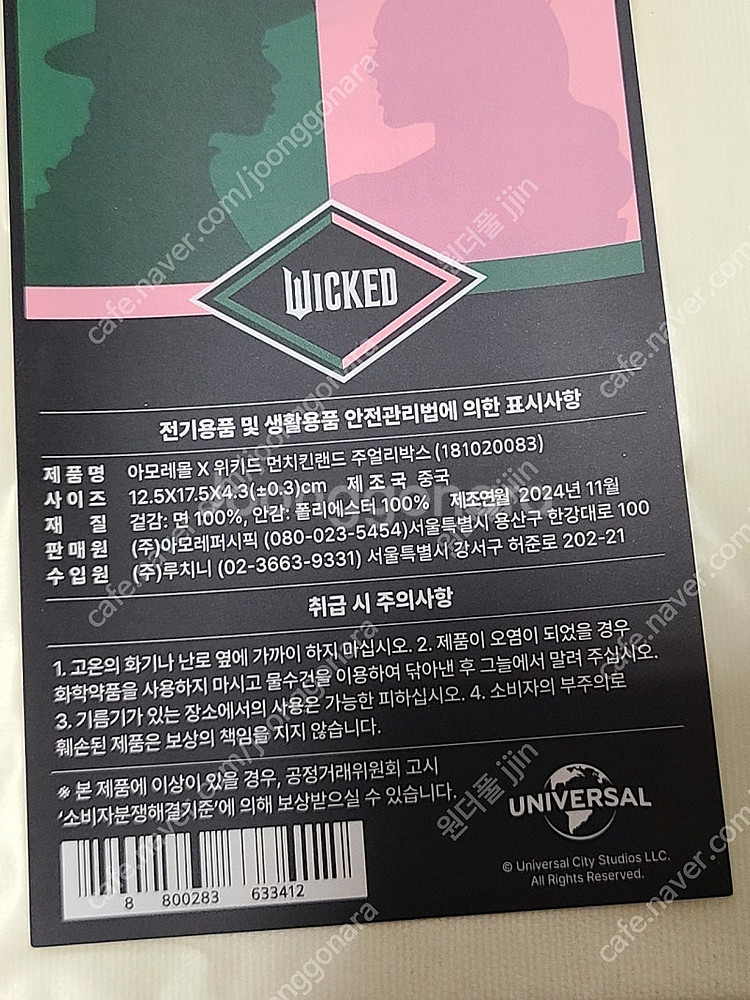 WICKED
전기용품 및 생활용품 안전관리법에 의한 표시사항
제 품 명 아모레몰 X 위키드 먼치킨랜드 주얼리박스 (181020083)
사 이 즈 12.5X17.5X4.3(±0.3)cm 제 조 국 중국
재 질 겉감: 면 100%, 안감: 폴리에스터 100% 제조연월 2024년 11월
판 매 원 (주)아모레퍼시픽 (080-023-5454)서울특별시 용산구 한강대로 100
수 입 원 (주)루치니 (02-3663-9331) 서울특별시 강서구 허준로 202-21
취급 시 주의사항
1. 고온의 화기나 난로 옆에 가까이 하지 마십시오. 2. 제품이 오염이 되었을 경우
화학약품을 사용하지 마시고 물수건을 이용하여 닦아낸 후 그늘에서 말려 주십시오.
3. 기름기가 있는 장소에서의 사용은 가능한 피하십시오. 4. 소비자의 부주의로
훼손된 제품은 보상의 책임을 지지 않습니다.
※ 본 제품에 이상이 있을 경우, 공정거래위원회 고시
'소비자분쟁해결기준'에 의해 보상받으실 수 있습니다.
8 800283 633412
UNIVERSAL
© Universal City Studios LLC.
All Rights Reserved.
cafe.naver.com/joonggonara
원더풀 jjin
joonggonara